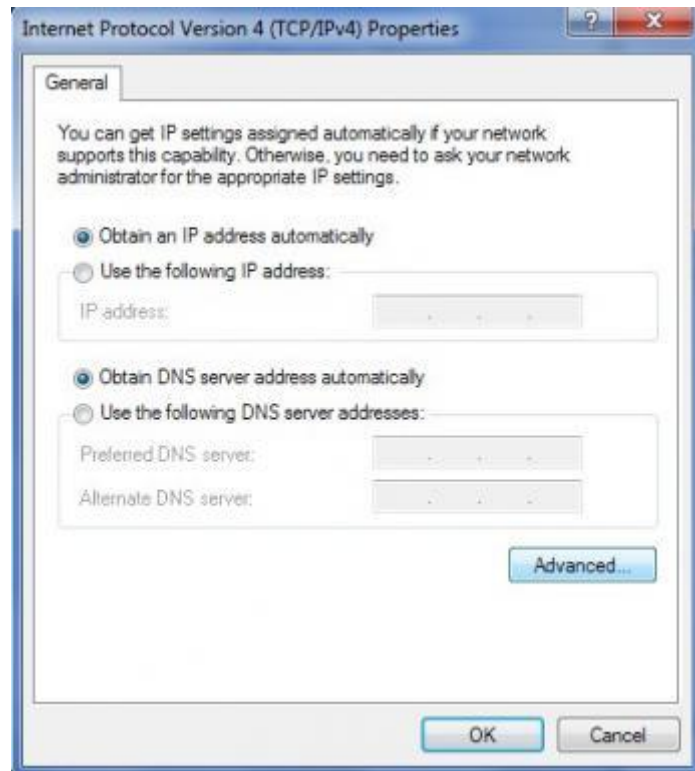 Internet Protocol Version 4 (TCP/IPv4) Properties
General
You can get IP settings assigned automatically if your network
supports this capability. Otherwise, you need to ask your network
administrator for the appropriate IP settings.
Obtain an IP address automatically
Use the following IP address:
IP address:
Obtain DNS server address automatically
Use the following DNS server addresses:
Preferred DNS server:
Alternate DNS server:
Advanced...
OK
Cancel